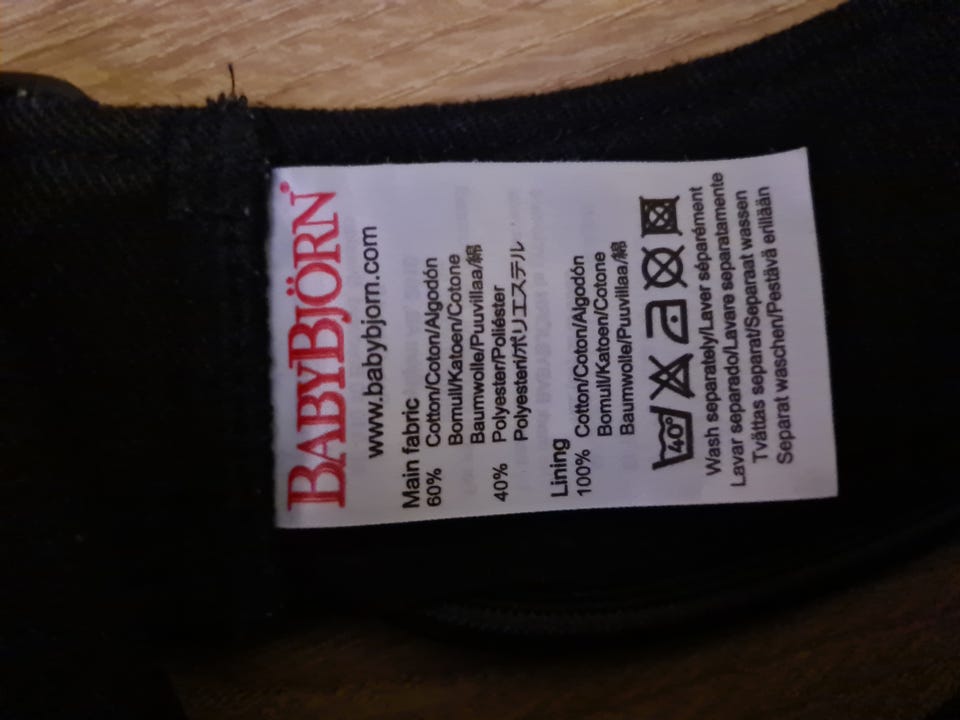 BABYBJÖRN®
www.babybjorn.com
Main fabric
60% Cotton/Coton/Algodón
Bomull/Katoen/Cotone
Baumwolle/Puuvillaa/綿
40% Polyester/Poliéster
Polyesteri/ポリエステル
Lining
100% Cotton/Coton/Algodón
Bomull/Katoen/Cotone
Baumwolle/Puuvillaa/綿
40°
Wash separately/Laver séparément
Lavar separado/Lavare separatamente
Tvättas separat/Separaat wassen
Separat waschen/Pestävä erillään